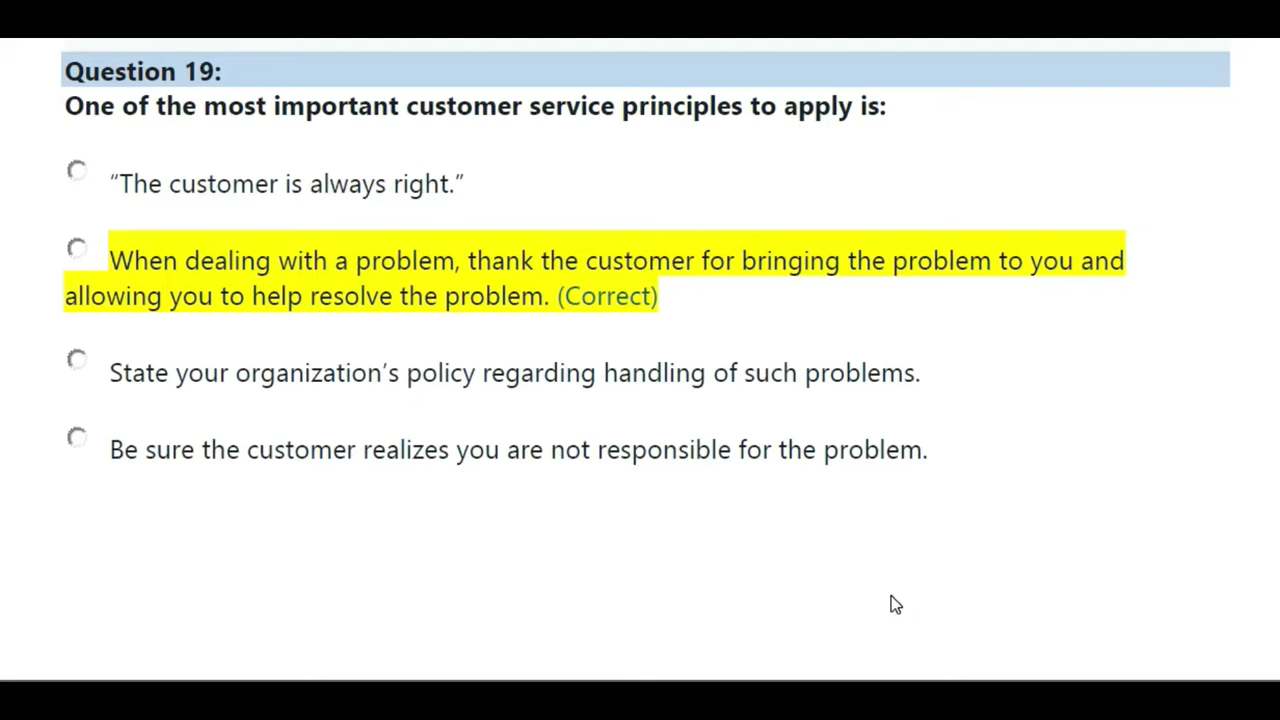 Question 19:
One of the most important customer service principles to apply is:
“The customer is always right.”
When dealing with a problem, thank the customer for bringing the problem to you and
allowing you to help resolve the problem. (Correct)
State your organization’s policy regarding handling of such problems.
Be sure the customer realizes you are not responsible for the problem.